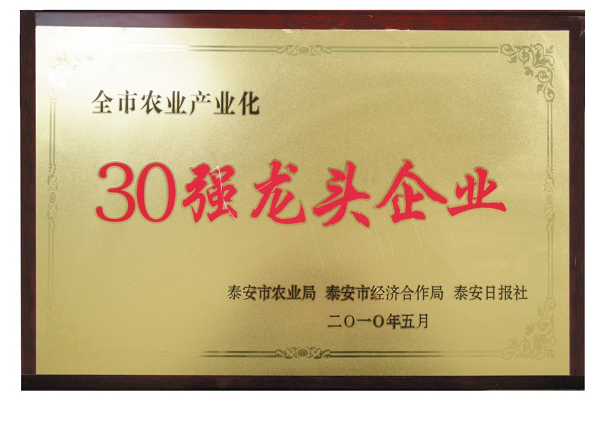 全市农业产业化
30强龙头企业
泰安市农业局 泰安市经济合作局 泰安日报社
二〇一〇年五月